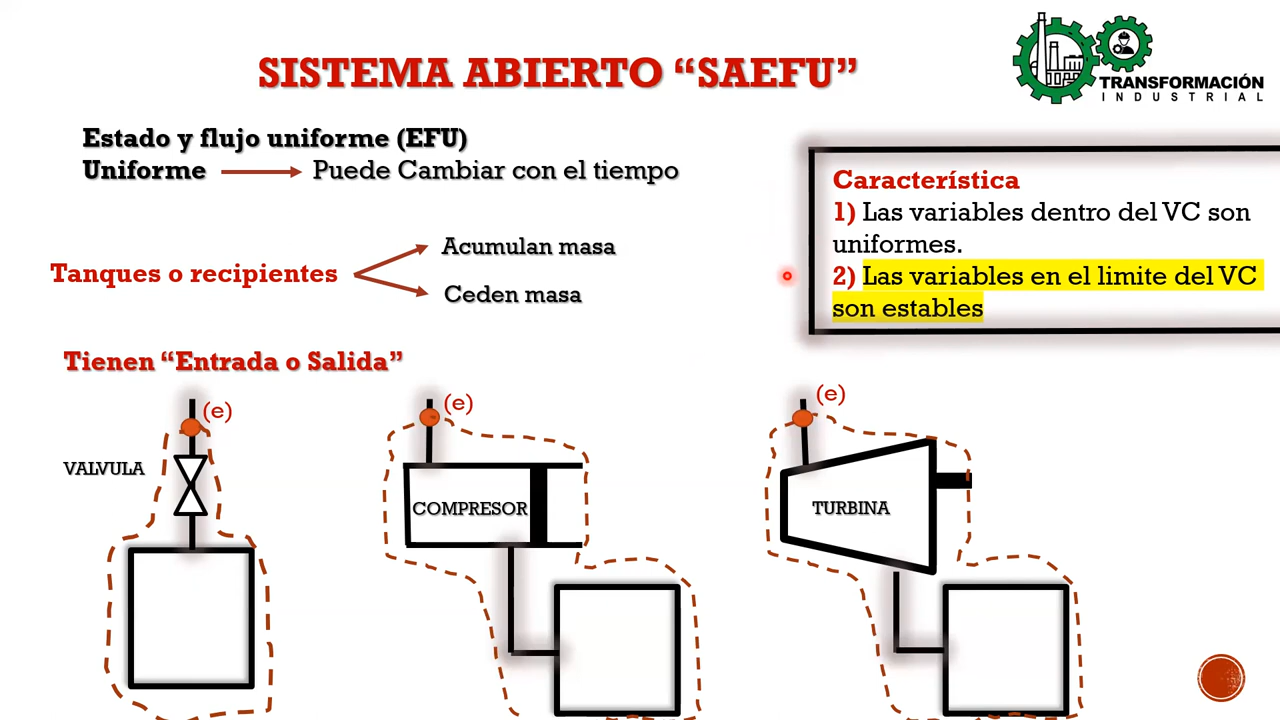 SISTEMA ABIERTO “SAEFU”
TRANSFORMACIÓN
INDUSTRIAL
Estado y flujo uniforme (EFU)
Uniforme Puede Cambiar con el tiempo
Característica
1) Las variables dentro del VC son
uniformes.
2) Las variables en el limite del VC
son estables
Acumulan masa
Tanques o recipientes
Ceden masa
Tienen “Entrada o Salida”
(e)
(e)
(e)
VALVULA
COMPRESOR
TURBINA